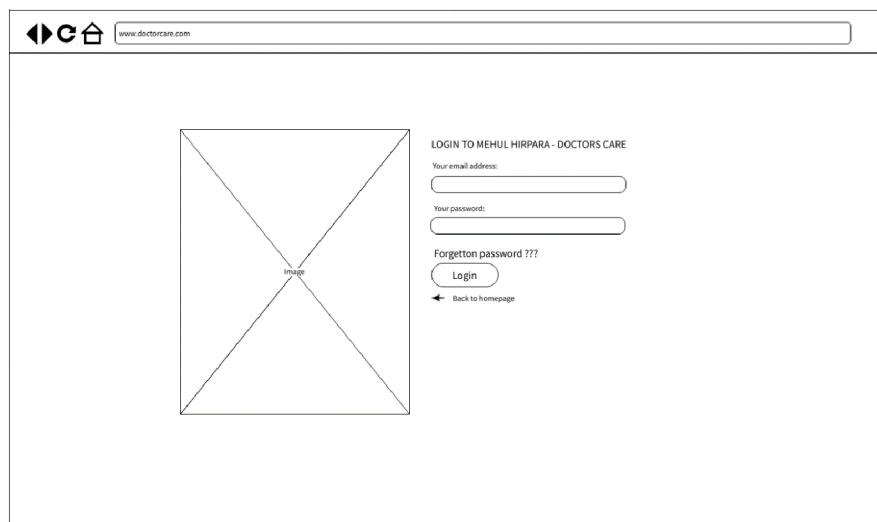 www.doctorcare.com
LOGIN TO MEHUL HIRPARA - DOCTORS CARE
Your email address:
Your password:
Image
Forgetton password ???
Login
Back to homepage